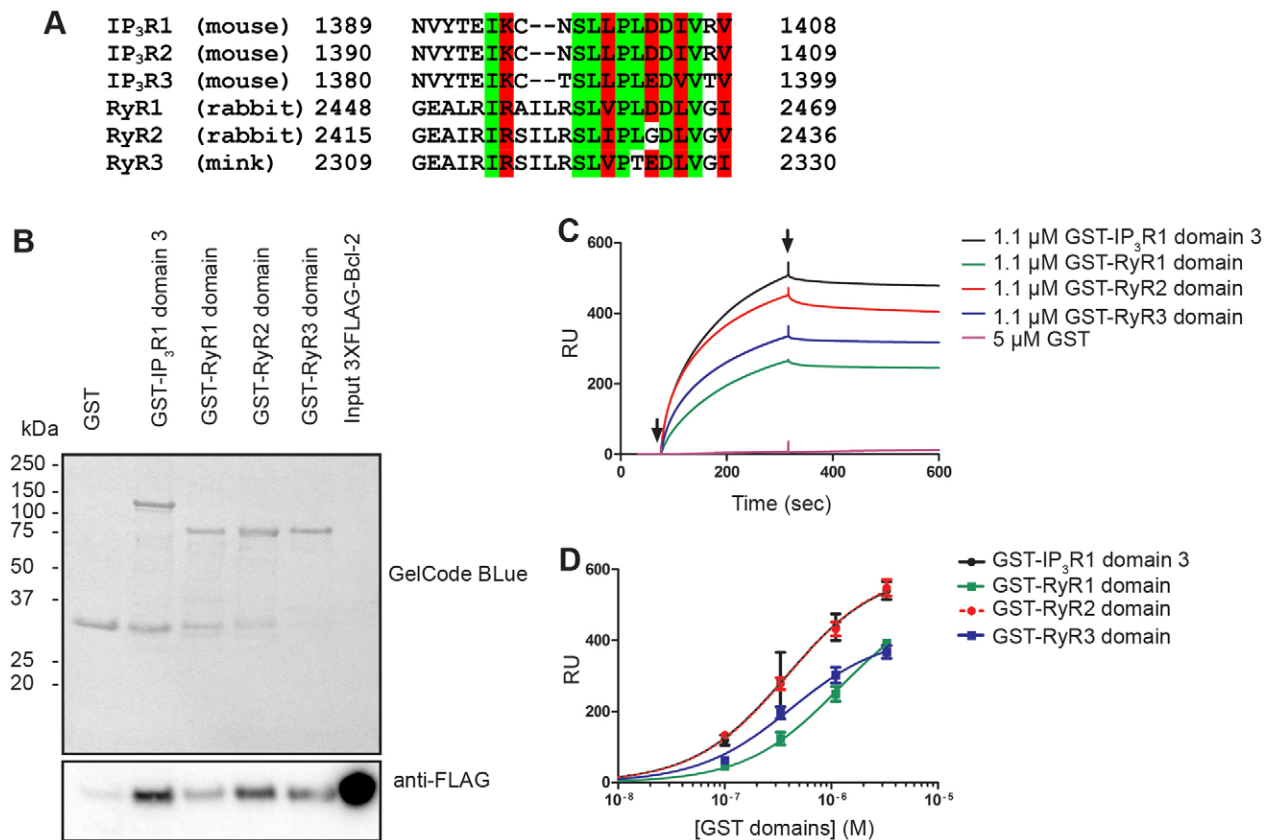 A
IP₃R1 (mouse) 1389 NVYTEIKC--NSLLPLDDIVRV 1408
IP₃R2 (mouse) 1390 NVYTEIKC--NSLLPLDDIVRV 1409
IP₃R3 (mouse) 1380 NVYTEIKC--TSLLPLEDVVTV 1399
RyR1 (rabbit) 2448 GEALRIRAILRSLVPLDDLVGI 2469
RyR2 (rabbit) 2415 GEAIRIRSILRSLIPLGDLVGV 2436
RyR3 (mink) 2309 GEAIRIRSILRSLVPTEDLVGI 2330
B
kDa
GST
GST-IP₃R1 domain 3
GST-RyR1 domain
GST-RyR2 domain
GST-RyR3 domain
Input 3XFLAG-Bcl-2
250 -
150 -
100 -
75 -
50 -
37 -
25 -
20 -
GelCode BLue
anti-FLAG
C
RU
600
400
200
0
0
200
400
600
Time (sec)
1.1 µM GST-IP₃R1 domain 3
1.1 µM GST-RyR1 domain
1.1 µM GST-RyR2 domain
1.1 µM GST-RyR3 domain
5 µM GST
D
RU
600
400
200
0
10⁻⁸
10⁻⁷
10⁻⁶
10⁻⁵
[GST domains] (M)
GST-IP₃R1 domain 3
GST-RyR1 domain
GST-RyR2 domain
GST-RyR3 domain